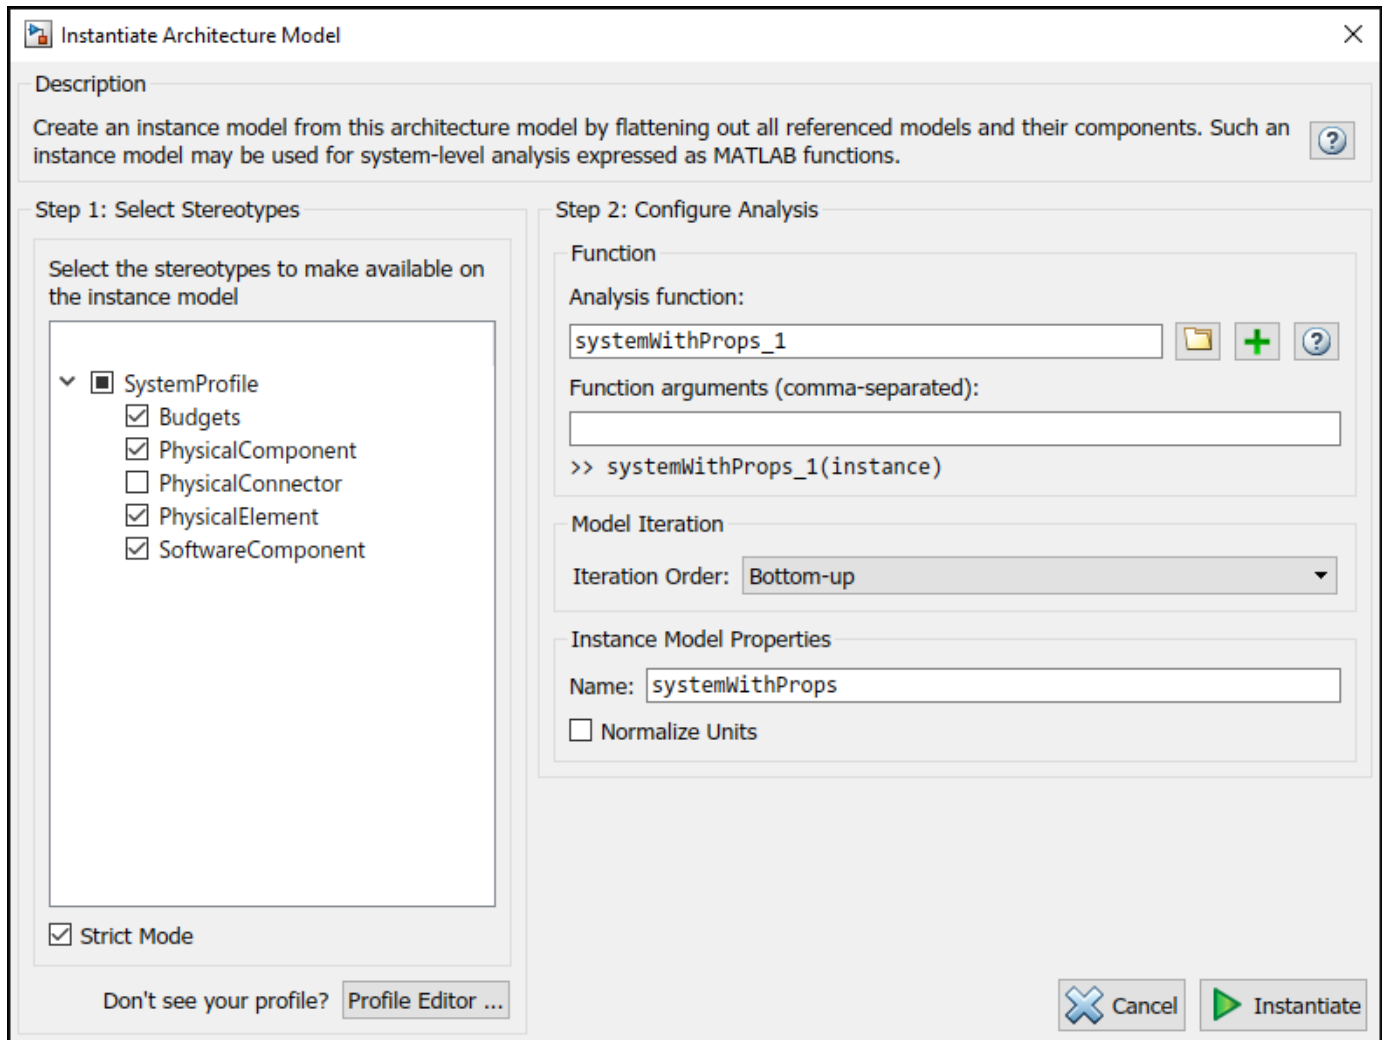 Instantiate Architecture Model
Description
Create an instance model from this architecture model by flattening out all referenced models and their components. Such an
instance model may be used for system-level analysis expressed as MATLAB functions.
Step 1: Select Stereotypes
Select the stereotypes to make available on
the instance model
SystemProfile
Budgets
PhysicalComponent
PhysicalConnector
PhysicalElement
SoftwareComponent
Strict Mode
Don't see your profile? Profile Editor ...
Step 2: Configure Analysis
Function
Analysis function:
systemWithProps_1
Function arguments (comma-separated):
>> systemWithProps_1(instance)
Model Iteration
Iteration Order: Bottom-up
Instance Model Properties
Name: systemWithProps
Normalize Units
Cancel Instantiate